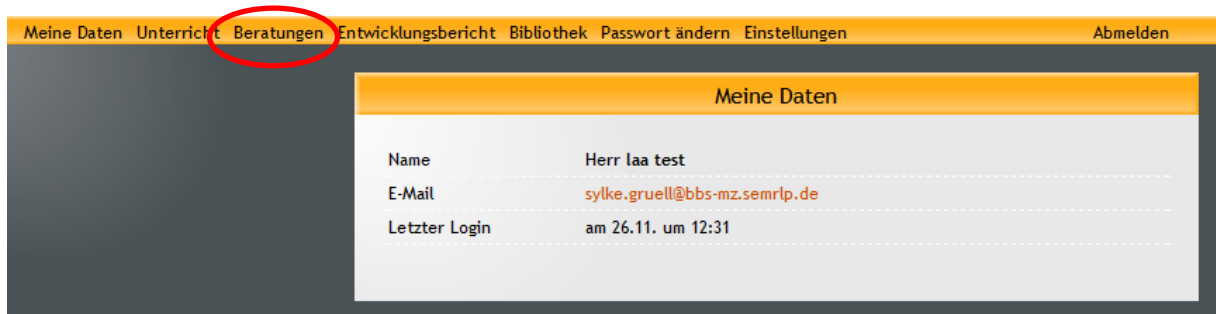 Meine Daten Unterricht Beratungen Entwicklungsbericht Bibliothek Passwort ändern Einstellungen Abmelden
Meine Daten
Name Herr laa test
E-Mail sylke.gruell@bbs-mz.semrlp.de
Letzter Login am 26.11. um 12:31